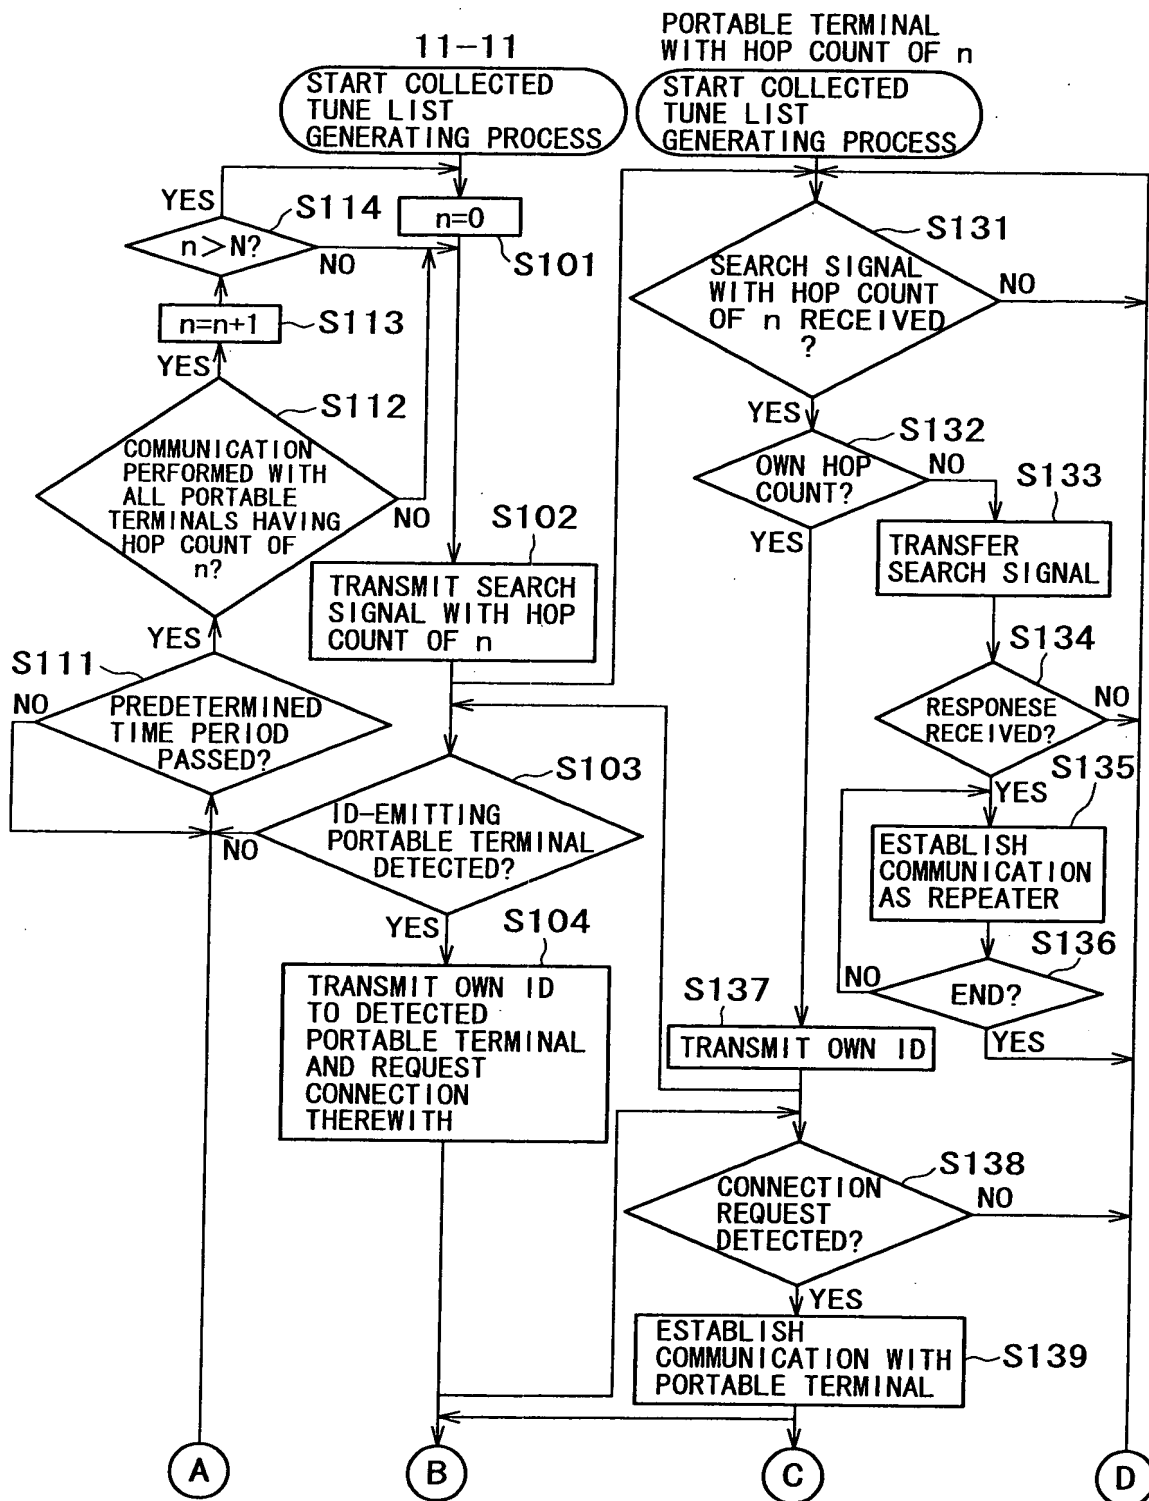 11-11
START COLLECTED
TUNE LIST
GENERATING PROCESS
PORTABLE TERMINAL
WITH HOP COUNT OF n
START COLLECTED
TUNE LIST
GENERATING PROCESS
YES
S114
n>N?
NO
n=0
S101
n=n+1
S113
YES
S112
COMMUNICATION
PERFORMED WITH
ALL PORTABLE
TERMINALS HAVING
HOP COUNT OF
n?
NO
S102
TRANSMIT SEARCH
SIGNAL WITH HOP
COUNT OF n
YES
S111
NO
PREDETERMINED
TIME PERIOD
PASSED?
S103
ID-EMITTING
PORTABLE TERMINAL
DETECTED?
NO
YES
S104
TRANSMIT OWN ID
TO DETECTED
PORTABLE TERMINAL
AND REQUEST
CONNECTION
THEREWITH
S131
SEARCH SIGNAL
WITH HOP COUNT
OF n RECEIVED
?
NO
YES
S132
OWN HOP
COUNT?
NO
YES
S133
TRANSFER
SEARCH SIGNAL
S134
RESPONESE
RECEIVED?
NO
YES
S135
ESTABLISH
COMMUNICATION
AS REPEATER
S136
NO
END?
YES
S137
TRANSMIT OWN ID
S138
CONNECTION
REQUEST
DETECTED?
NO
YES
ESTABLISH
COMMUNICATION WITH
PORTABLE TERMINAL
S139
A
B
C
D